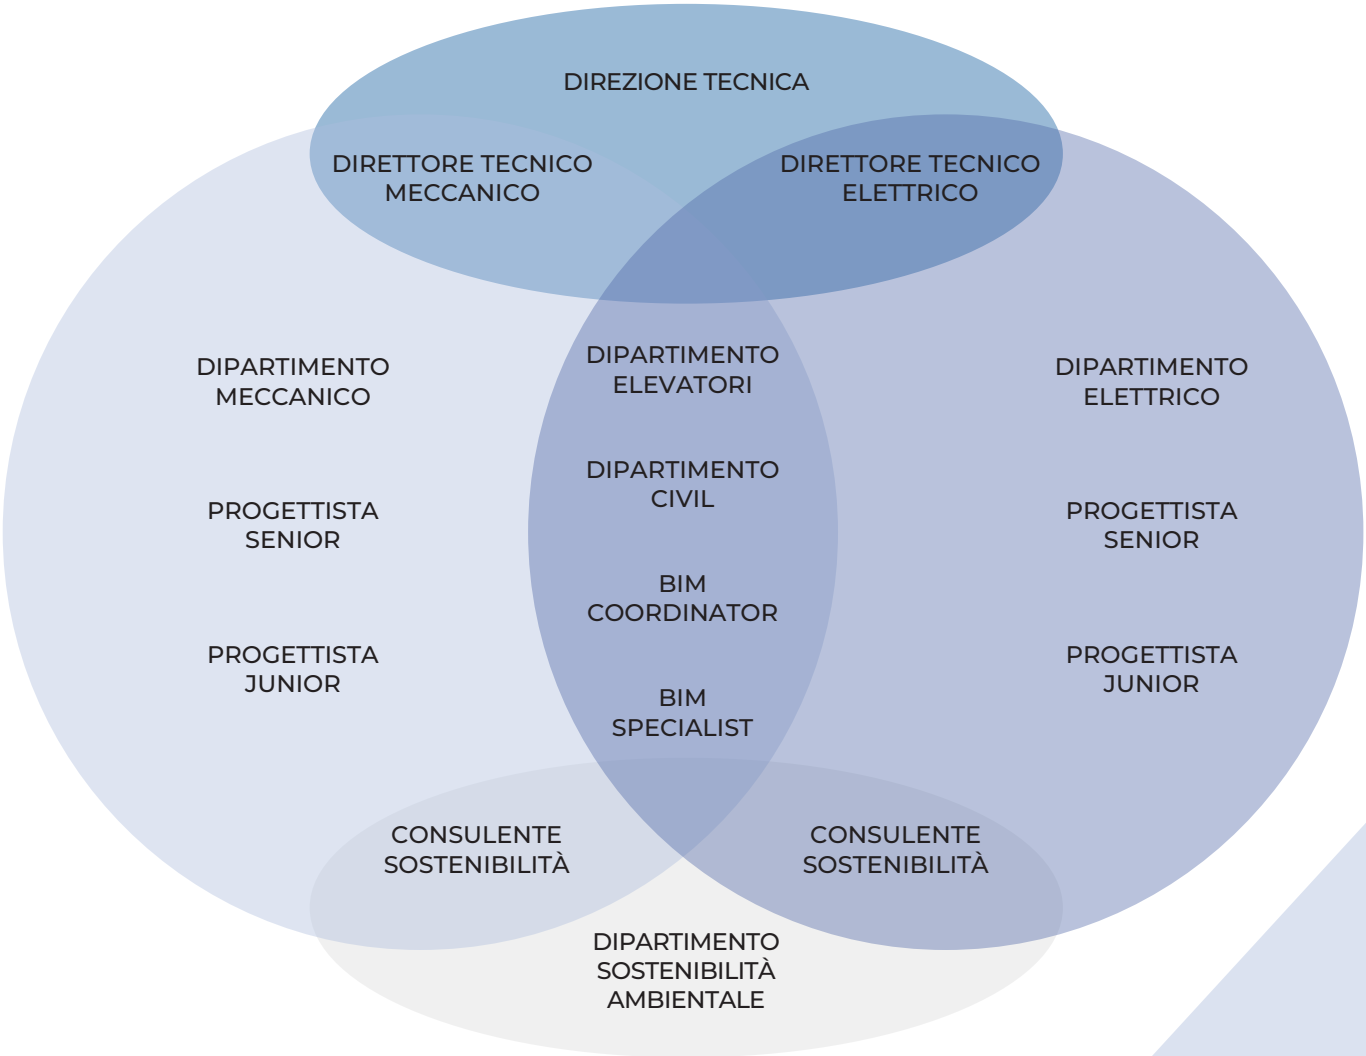 DIREZIONE TECNICA
DIRETTORE TECNICO
MECCANICO
DIRETTORE TECNICO
ELETTRICO
DIPARTIMENTO
MECCANICO
PROGETTISTA
SENIOR
PROGETTISTA
JUNIOR
DIPARTIMENTO
ELEVATORI
DIPARTIMENTO
CIVIL
BIM
COORDINATOR
BIM
SPECIALIST
DIPARTIMENTO
ELETTRICO
PROGETTISTA
SENIOR
PROGETTISTA
JUNIOR
CONSULENTE
SOSTENIBILITÀ
CONSULENTE
SOSTENIBILITÀ
DIPARTIMENTO
SOSTENIBILITÀ
AMBIENTALE